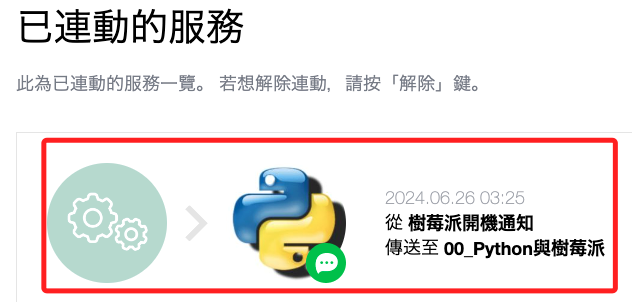 已連動的服務
此為已連動的服務一覽。 若想解除連動，請按「解除」鍵。
2024.06.26 03:25
從 樹莓派開機通知
傳送至 00_Python與樹莓派